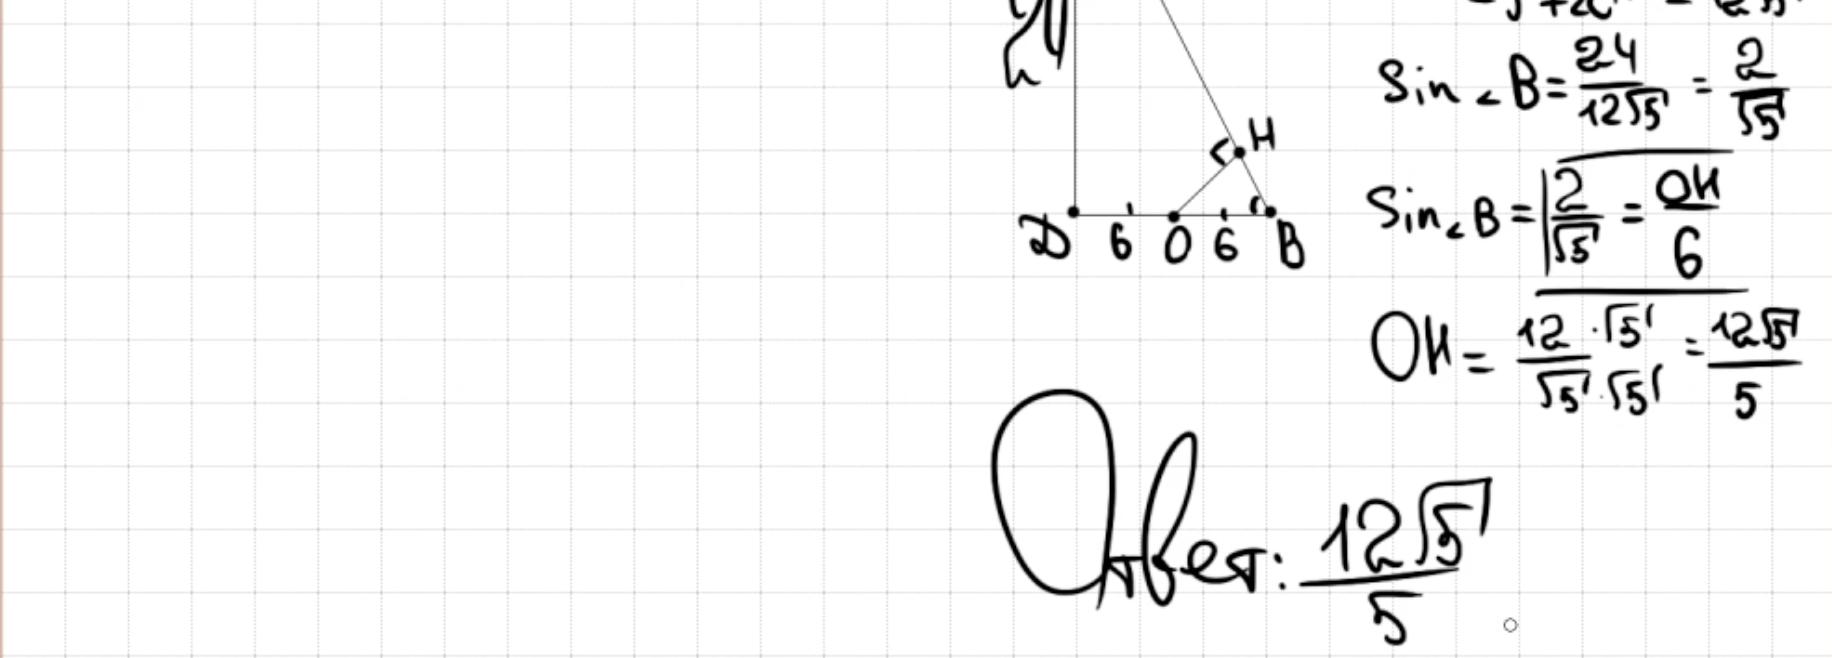 24
Sin ∠B = 24/12√5 = 2/√5
H
Sin ∠B = 2/√5 = OH/6
D 6 O 6 B
OH = 12·√5/√5·√5 = 12√5/5
Ответ: 12√5/5